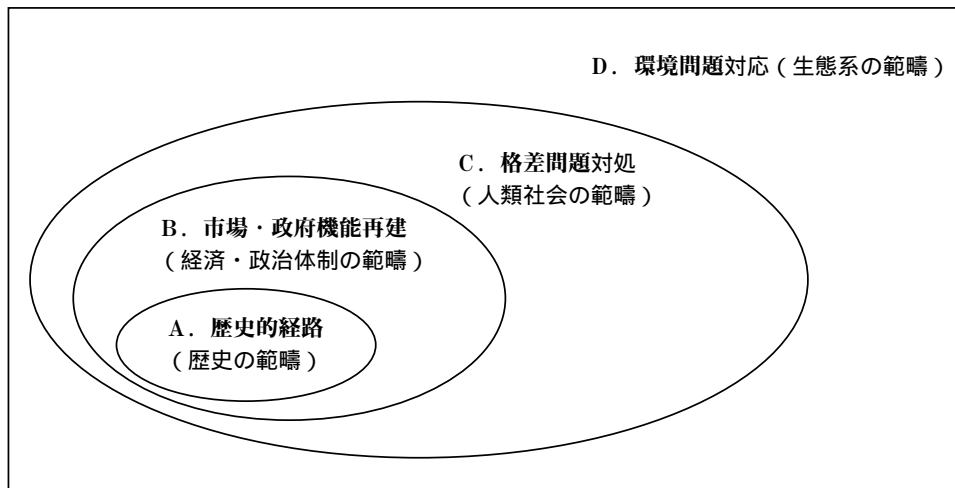 D．環境問題対応（生態系の範疇）
C．格差問題対処
（人類社会の範疇）
B．市場・政府機能再建
（経済・政治体制の範疇）
A．歴史的経路
（歴史の範疇）